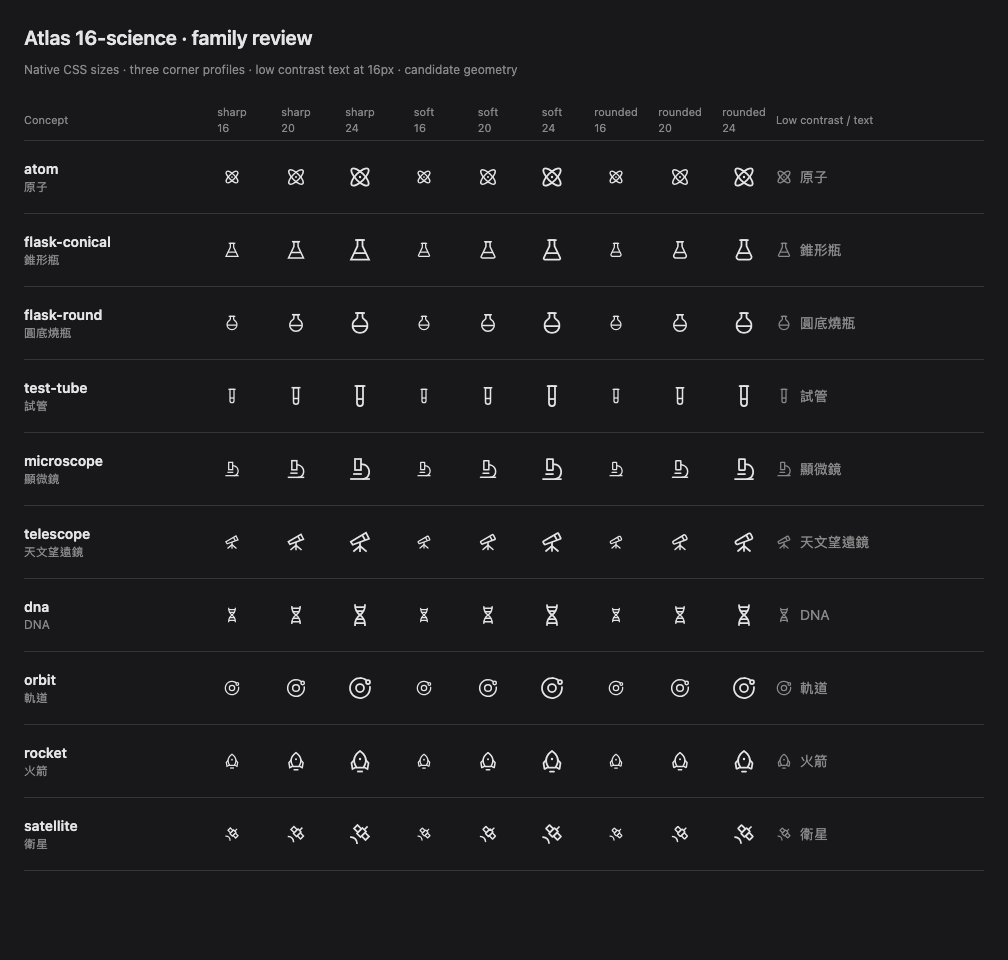 Atlas 16-science · family review
Native CSS sizes · three corner profiles · low contrast text at 16px · candidate geometry
Concept sharp 16 sharp 20 sharp 24 soft 16 soft 20 soft 24 rounded 16 rounded 20 rounded 24 Low contrast / text
atom
原子
原子
flask-conical
錐形瓶
錐形瓶
flask-round
圓底燒瓶
圓底燒瓶
test-tube
試管
試管
microscope
顯微鏡
顯微鏡
telescope
天文望遠鏡
天文望遠鏡
dna
DNA
DNA
orbit
軌道
軌道
rocket
火箭
火箭
satellite
衛星
衛星